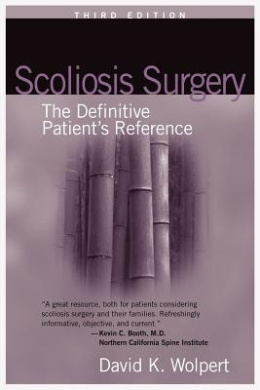 THIRD EDITION
Scoliosis Surgery
The Definitive
Patient's Reference
"A great resource, both for patients considering
scoliosis surgery and their families. Refreshingly
informative, objective, and current."
—Kevin C. Booth, M.D.
Northern California Spine Institute
David K. Wolpert